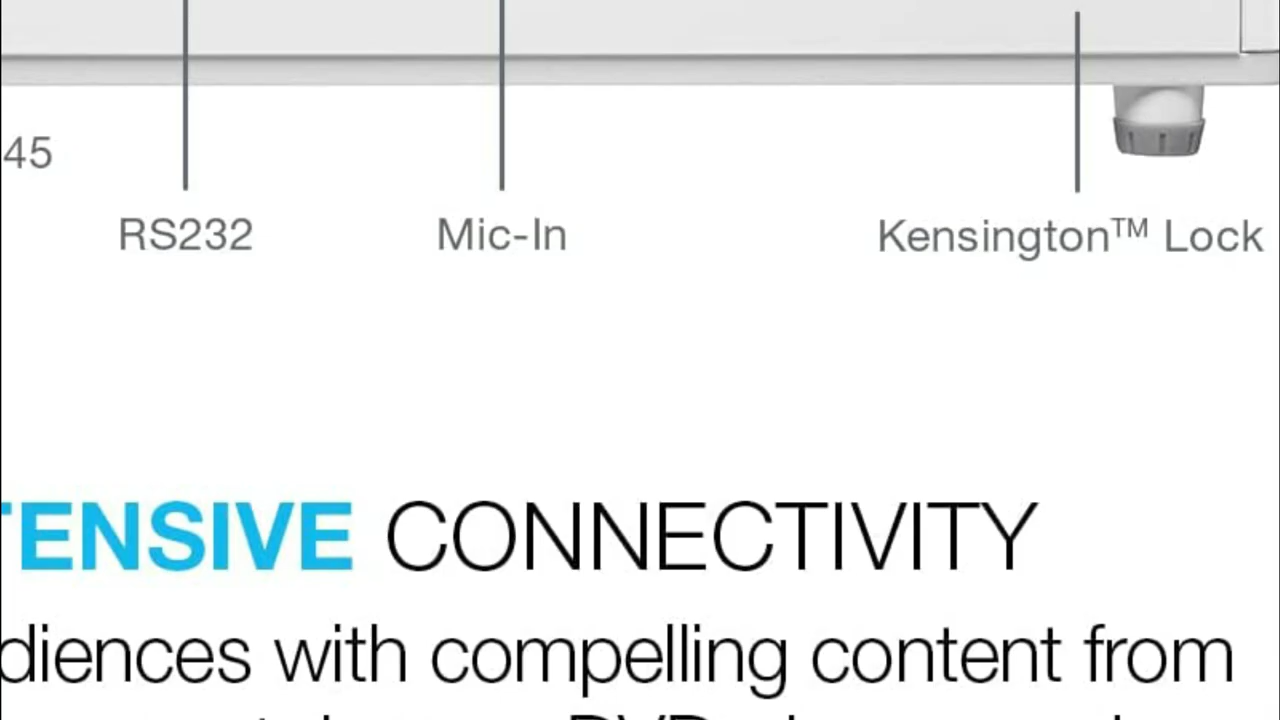 45
RS232
Mic-In
Kensington™ Lock
TENSIVE CONNECTIVITY
diences with compelling content from